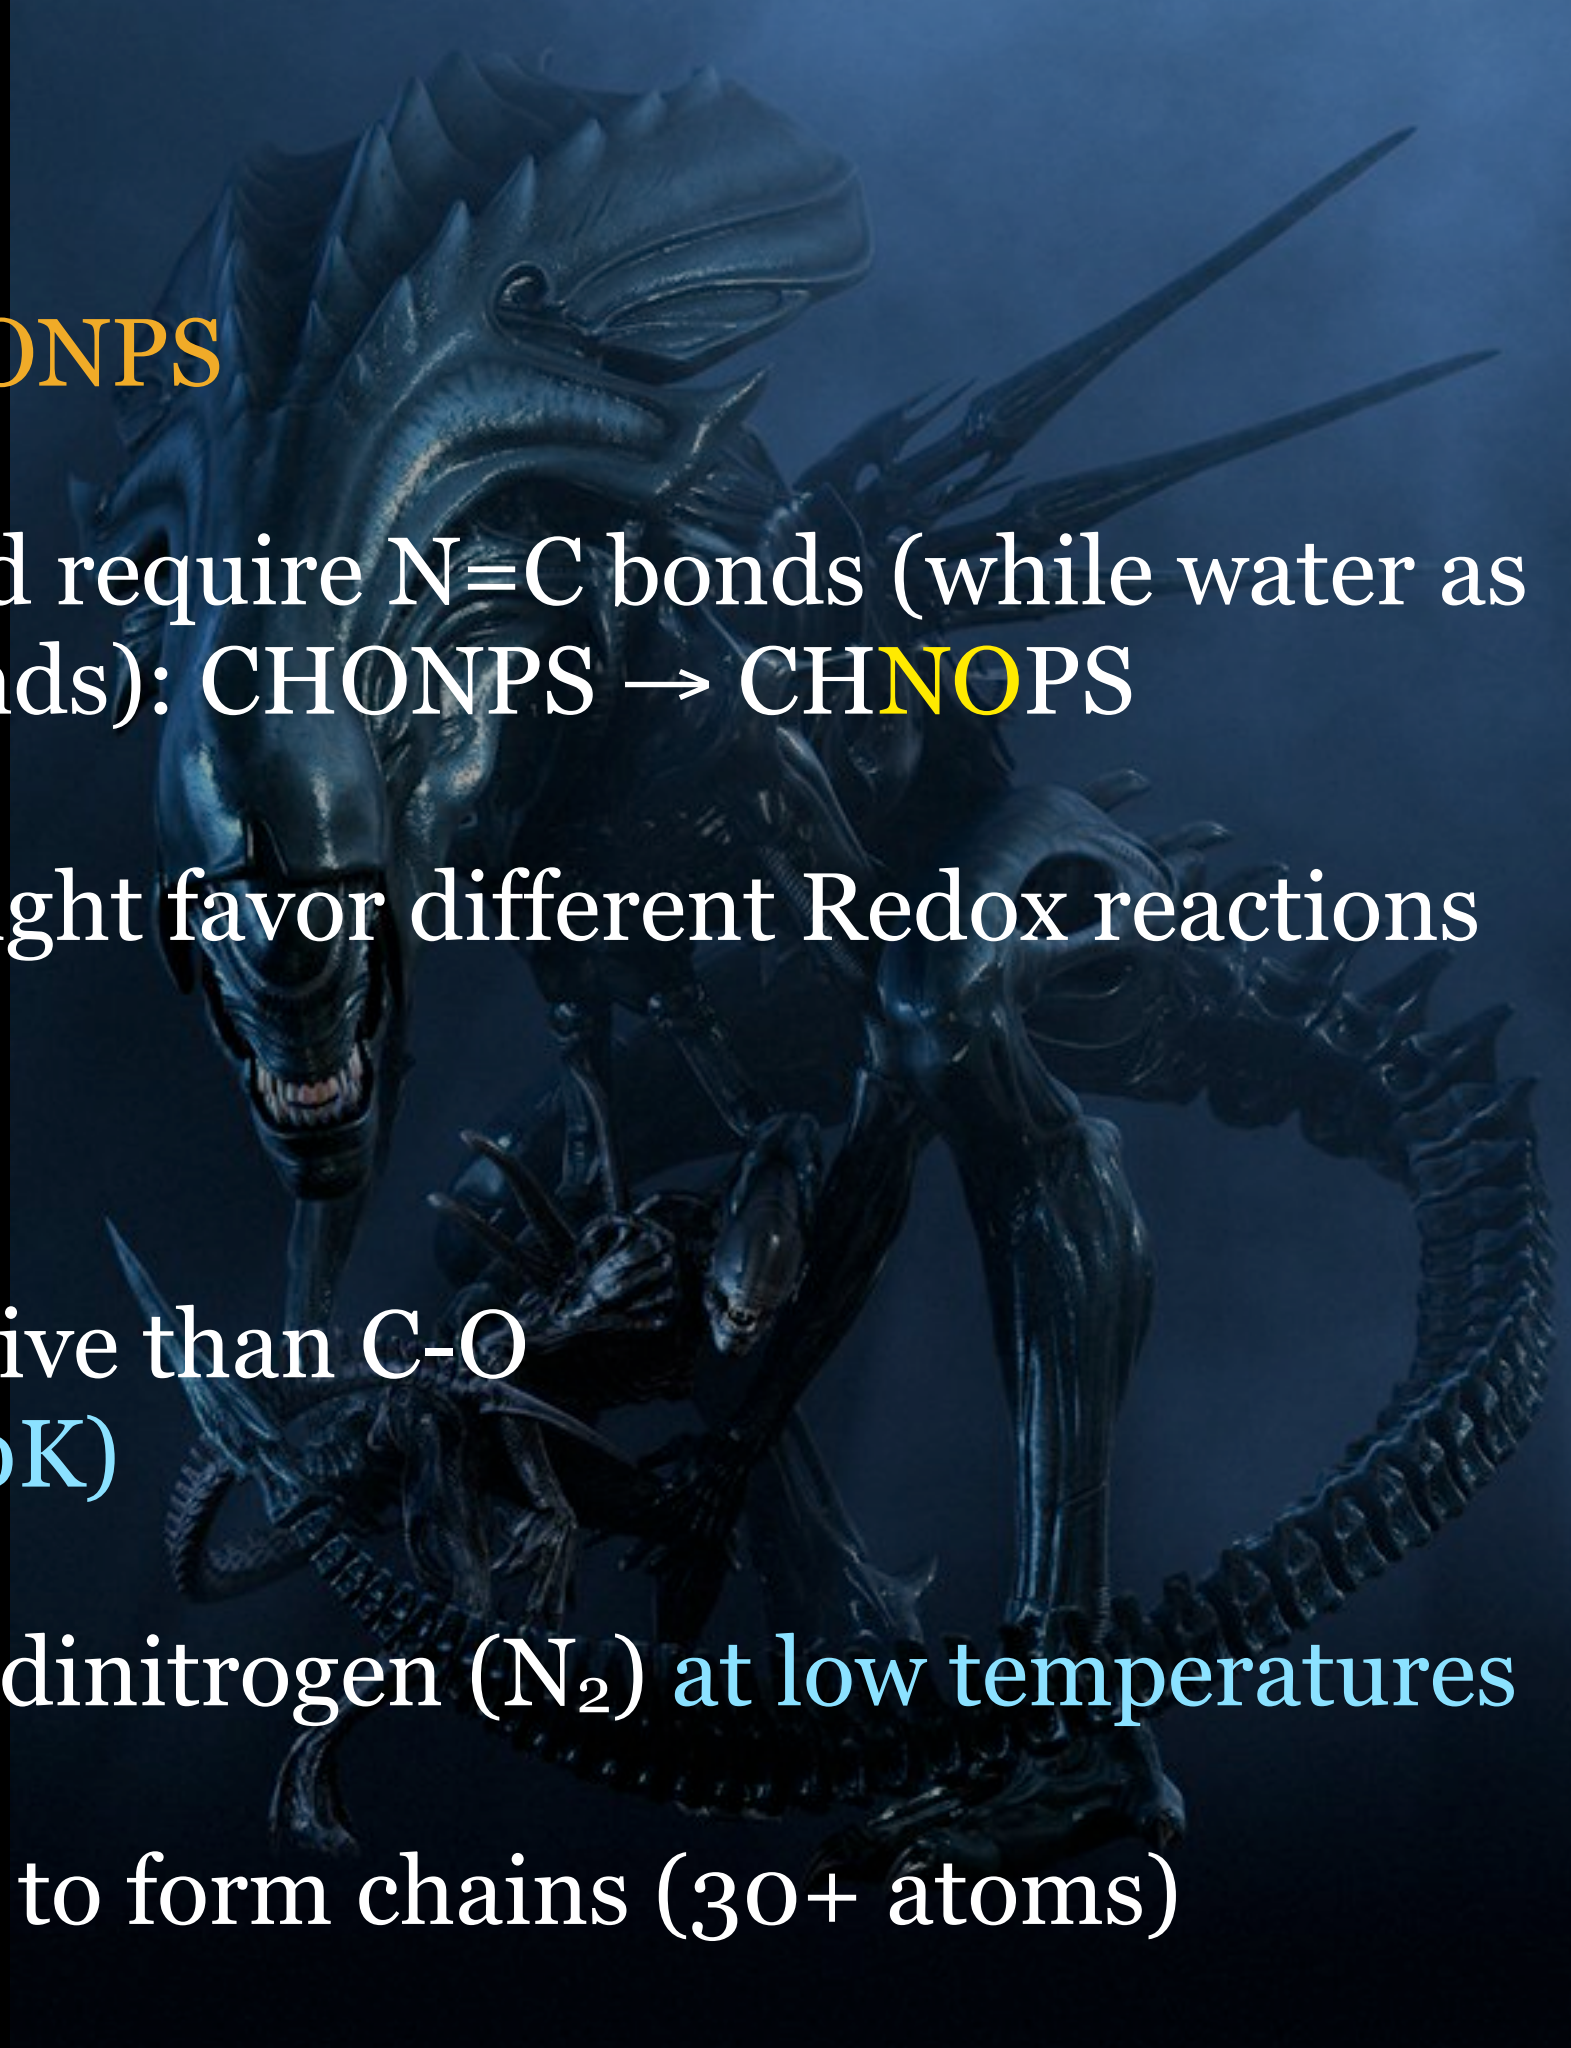 ONPS
d require N=C bonds (while water as
nds): CHONPS → CHNOPS
ght favor different Redox reactions
ive than C-O
0K)
dinitrogen (N₂) at low temperatures
to form chains (30+ atoms)